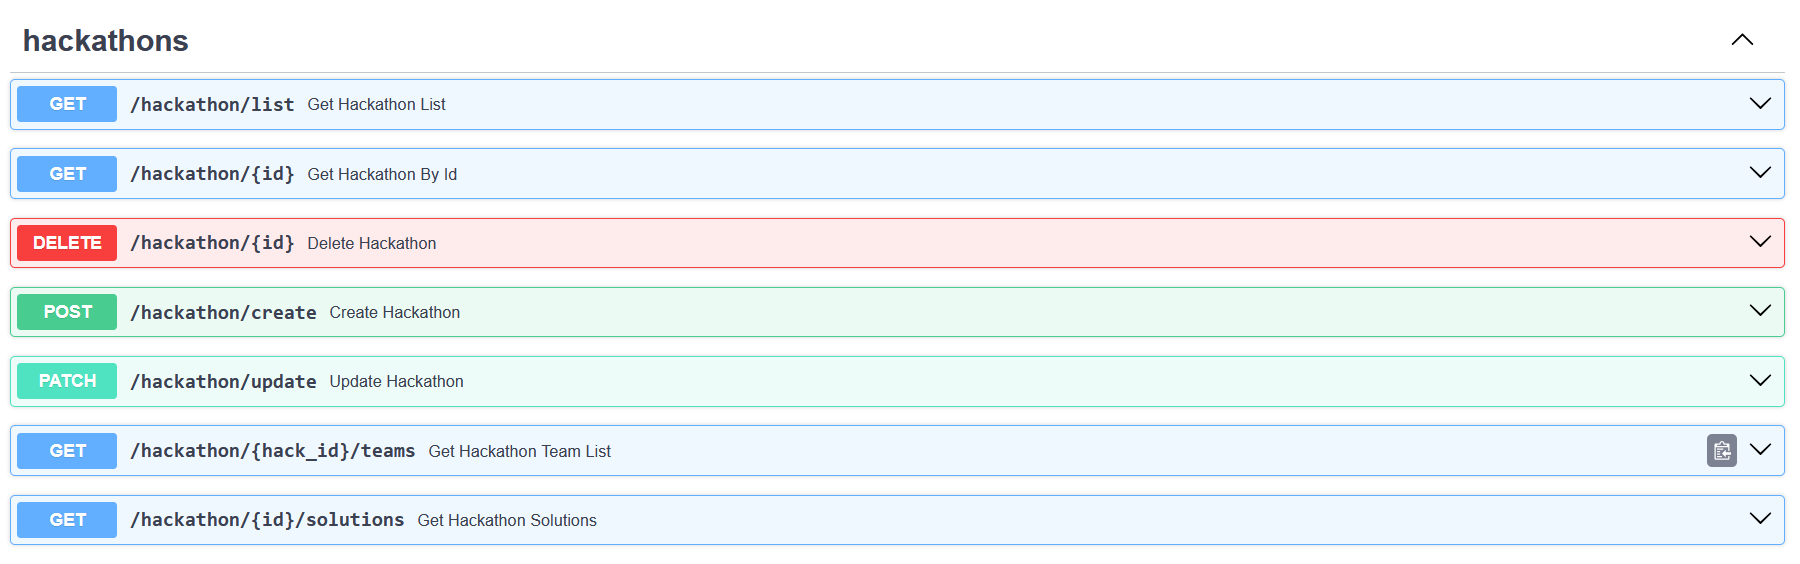 hackathons
GET /hackathon/list Get Hackathon List
GET /hackathon/{id} Get Hackathon By Id
DELETE /hackathon/{id} Delete Hackathon
POST /hackathon/create Create Hackathon
PATCH /hackathon/update Update Hackathon
GET /hackathon/{hack_id}/teams Get Hackathon Team List
GET /hackathon/{id}/solutions Get Hackathon Solutions